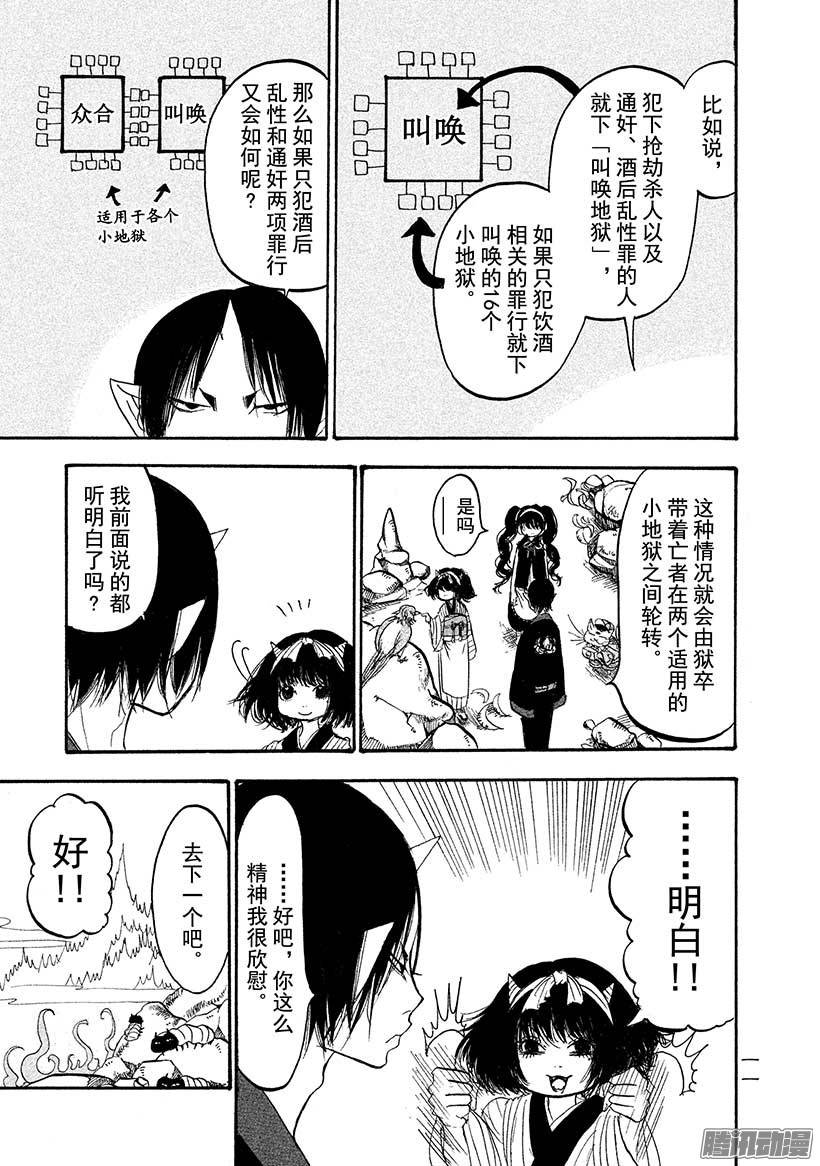 比如说，
犯下抢劫杀人以及
通奸、酒后乱性罪的人
就下「叫唤地狱」，
叫唤
如果只犯饮酒
相关的罪行就下
叫唤的16个
小地狱。
那么如果只犯酒后
乱性和通奸两项罪行
又会如何呢？
众合
叫唤
适用于各个
小地狱
这种情况就会由狱卒
带着亡者在两个适用的
小地狱之间轮转。
是吗
——
我前面说的都
听明白了吗？
……明白!!
……好吧，你这么
精神我很欣慰。
去下一个吧。
好!!
一一
腾讯动漫